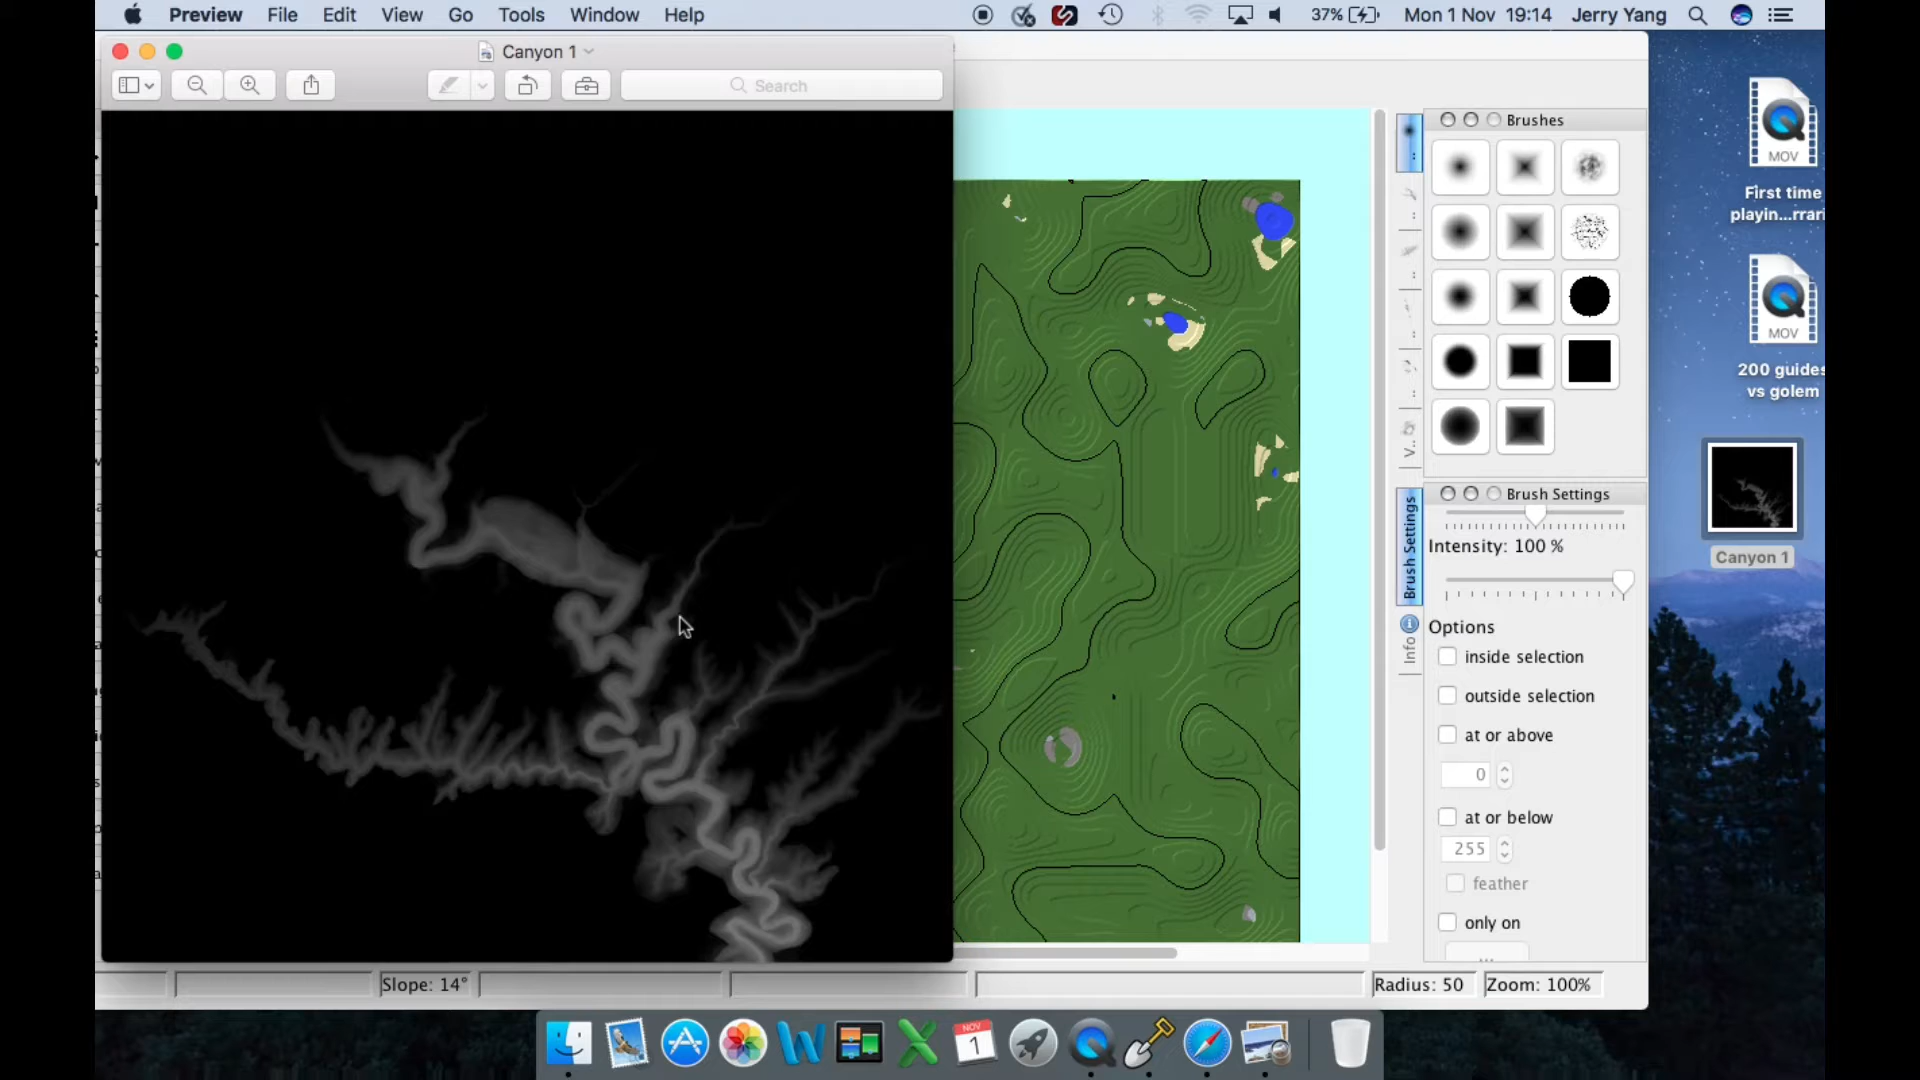 Preview File Edit View Go Tools Window Help 37% Mon 1 Nov 19:14 Jerry Yang
Canyon 1
Search
Brushes
MOV
First time
playin...rrari
MOV
200 guides
vs golem
Canyon 1
V..
Brush Settings
Brush Settings
Intensity: 100 %
Info
Options
inside selection
outside selection
at or above
0
at or below
255
feather
only on
...
Slope: 14°
Radius: 50
Zoom: 100%
NOV
1